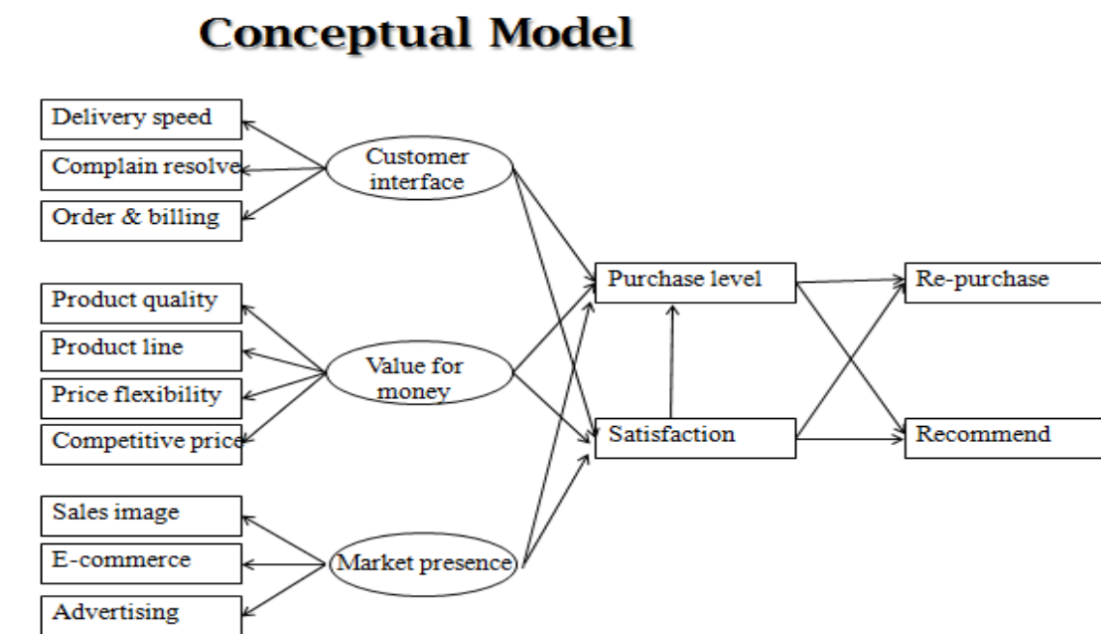 Conceptual Model
Delivery speed
Complain resolve
Order & billing
Product quality
Product line
Price flexibility
Competitive price
Sales image
E-commerce
Advertising
Customer
interface
Value for
money
Market presence
Purchase level
Satisfaction
Re-purchase
Recommend